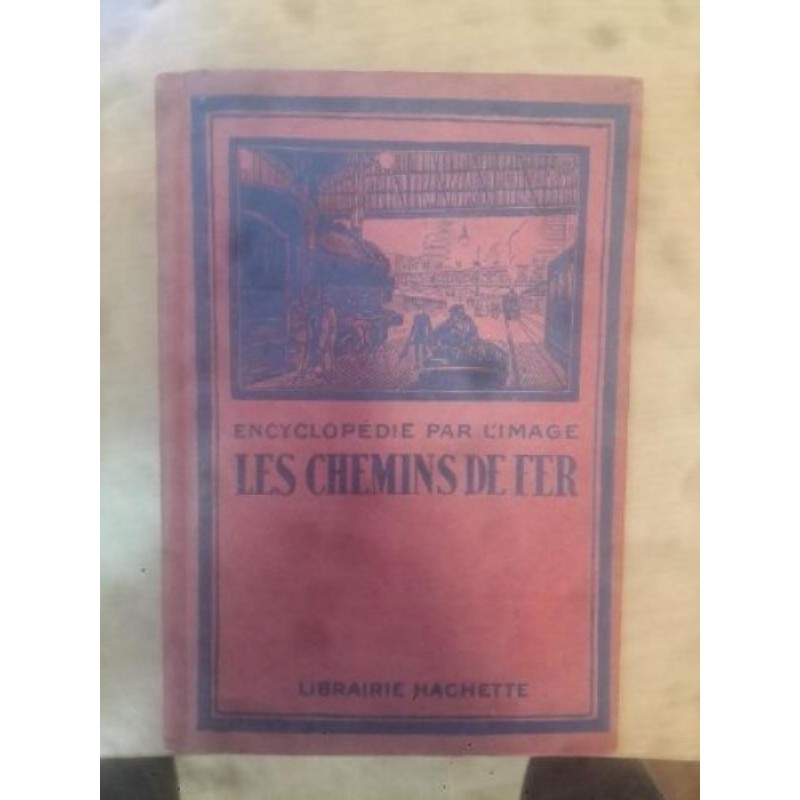 ENCYCLOPÉDIE PAR L'IMAGE
LES CHEMINS DE FER
LIBRAIRIE HACHETTE